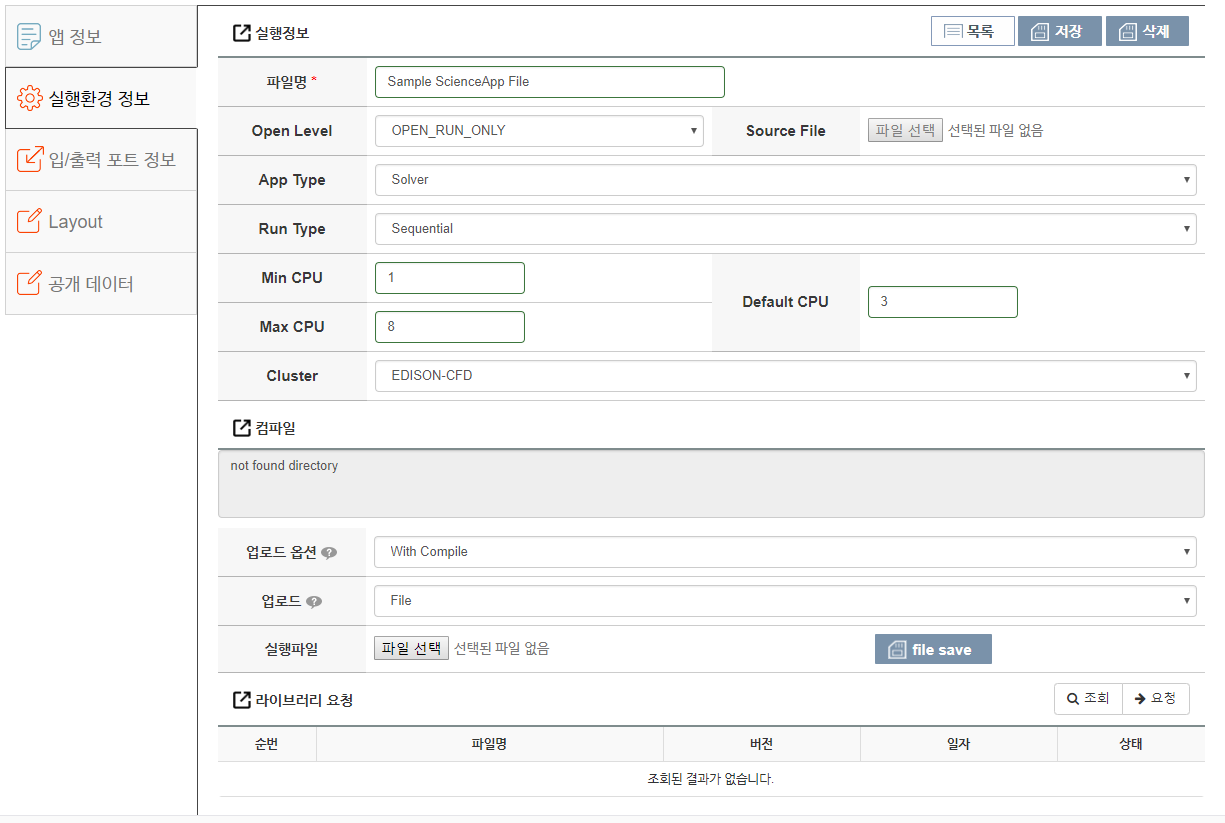 앱 정보
실행환경 정보
입/출력 포트 정보
Layout
공개 데이터
실행정보
목록 저장 삭제
파일명 * Sample ScienceApp File
Open Level OPEN_RUN_ONLY Source File 파일 선택 선택된 파일 없음
App Type Solver
Run Type Sequential
Min CPU 1
Default CPU 3
Max CPU 8
Cluster EDISON-CFD
컴파일
not found directory
업로드 옵션 ? With Compile
업로드 ? File
실행파일 파일 선택 선택된 파일 없음 file save
라이브러리 요청 조회 요청
순번 파일명 버전 일자 상태
조회된 결과가 없습니다.